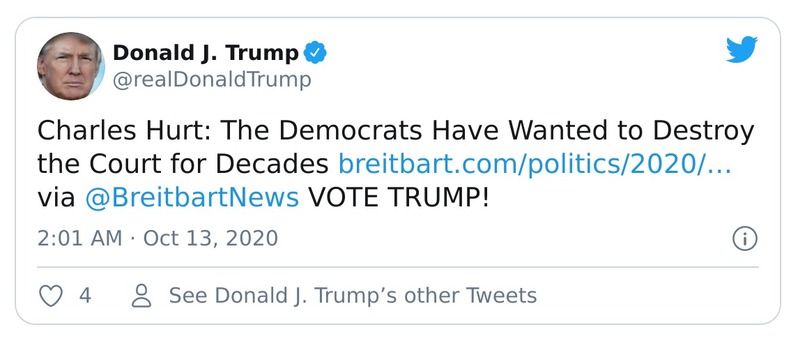 Donald J. Trump
@realDonaldTrump
Charles Hurt: The Democrats Have Wanted to Destroy
the Court for Decades breitbart.com/politics/2020/…
via @BreitbartNews VOTE TRUMP!
2:01 AM · Oct 13, 2020
4
See Donald J. Trump’s other Tweets